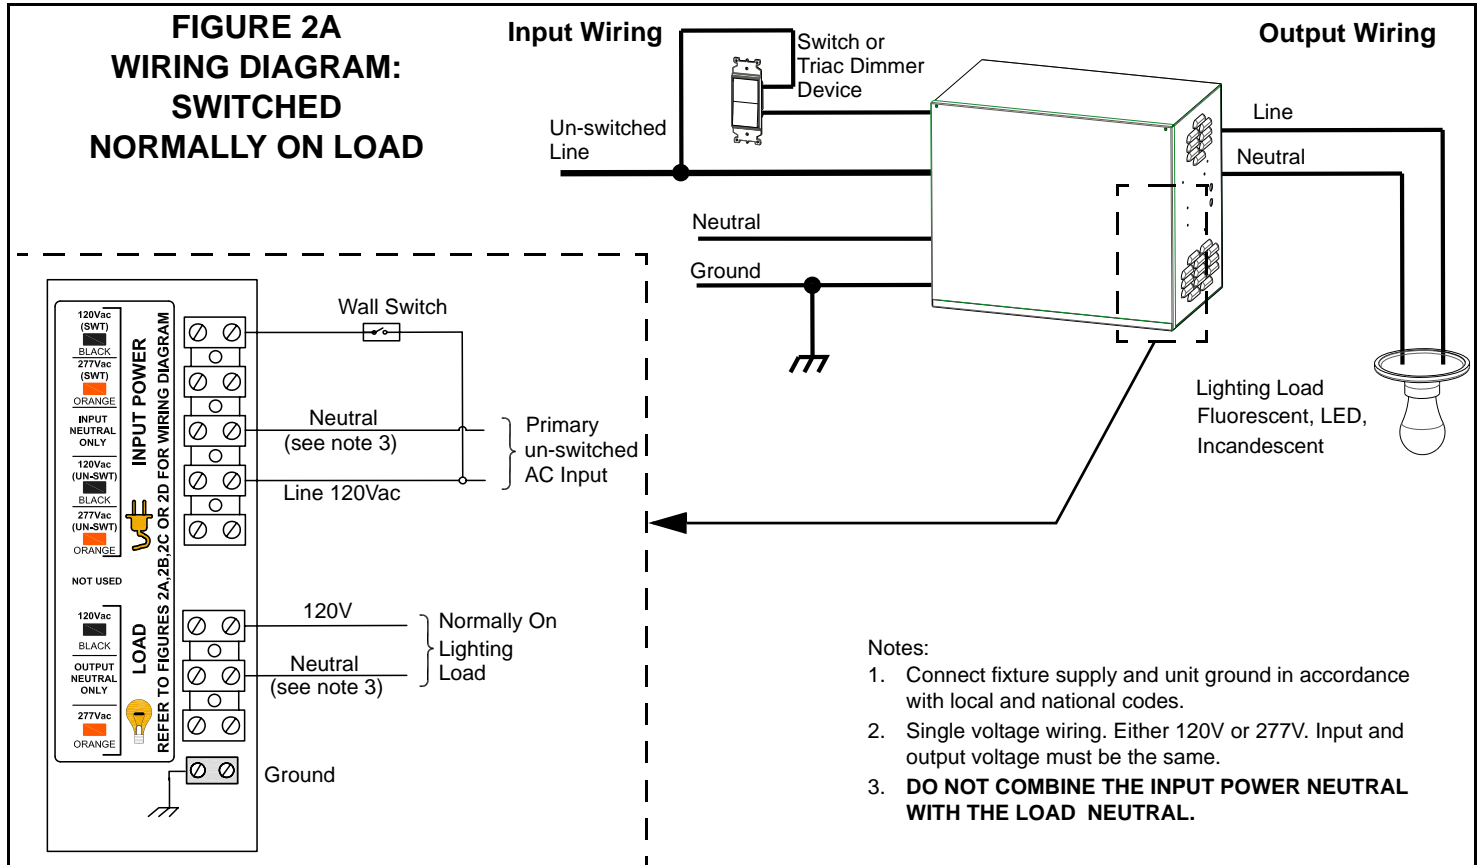 FIGURE 2A
WIRING DIAGRAM:
SWITCHED
NORMALLY ON LOAD
Input Wiring
Output Wiring
Switch or
Triac Dimmer
Device
Un-switched
Line
Neutral
Ground
Line
Neutral
Lighting Load
Fluorescent, LED,
Incandescent
120Vac
(SWT)
BLACK
277Vac
(SWT)
ORANGE
INPUT
NEUTRAL
ONLY
120Vac
(UN-SWT)
BLACK
277Vac
(UN-SWT)
ORANGE
NOT USED
120Vac
BLACK
OUTPUT
NEUTRAL
ONLY
277Vac
ORANGE
INPUT POWER
LOAD
REFER TO FIGURES 2A,2B,2C OR 2D FOR WIRING DIAGRAM
Wall Switch
Neutral
(see note 3)
Line 120Vac
Primary
un-switched
AC Input
120V
Neutral
(see note 3)
Normally On
Lighting
Load
Ground
Notes:
1. Connect fixture supply and unit ground in accordance
with local and national codes.
2. Single voltage wiring. Either 120V or 277V. Input and
output voltage must be the same.
3. DO NOT COMBINE THE INPUT POWER NEUTRAL
WITH THE LOAD NEUTRAL.